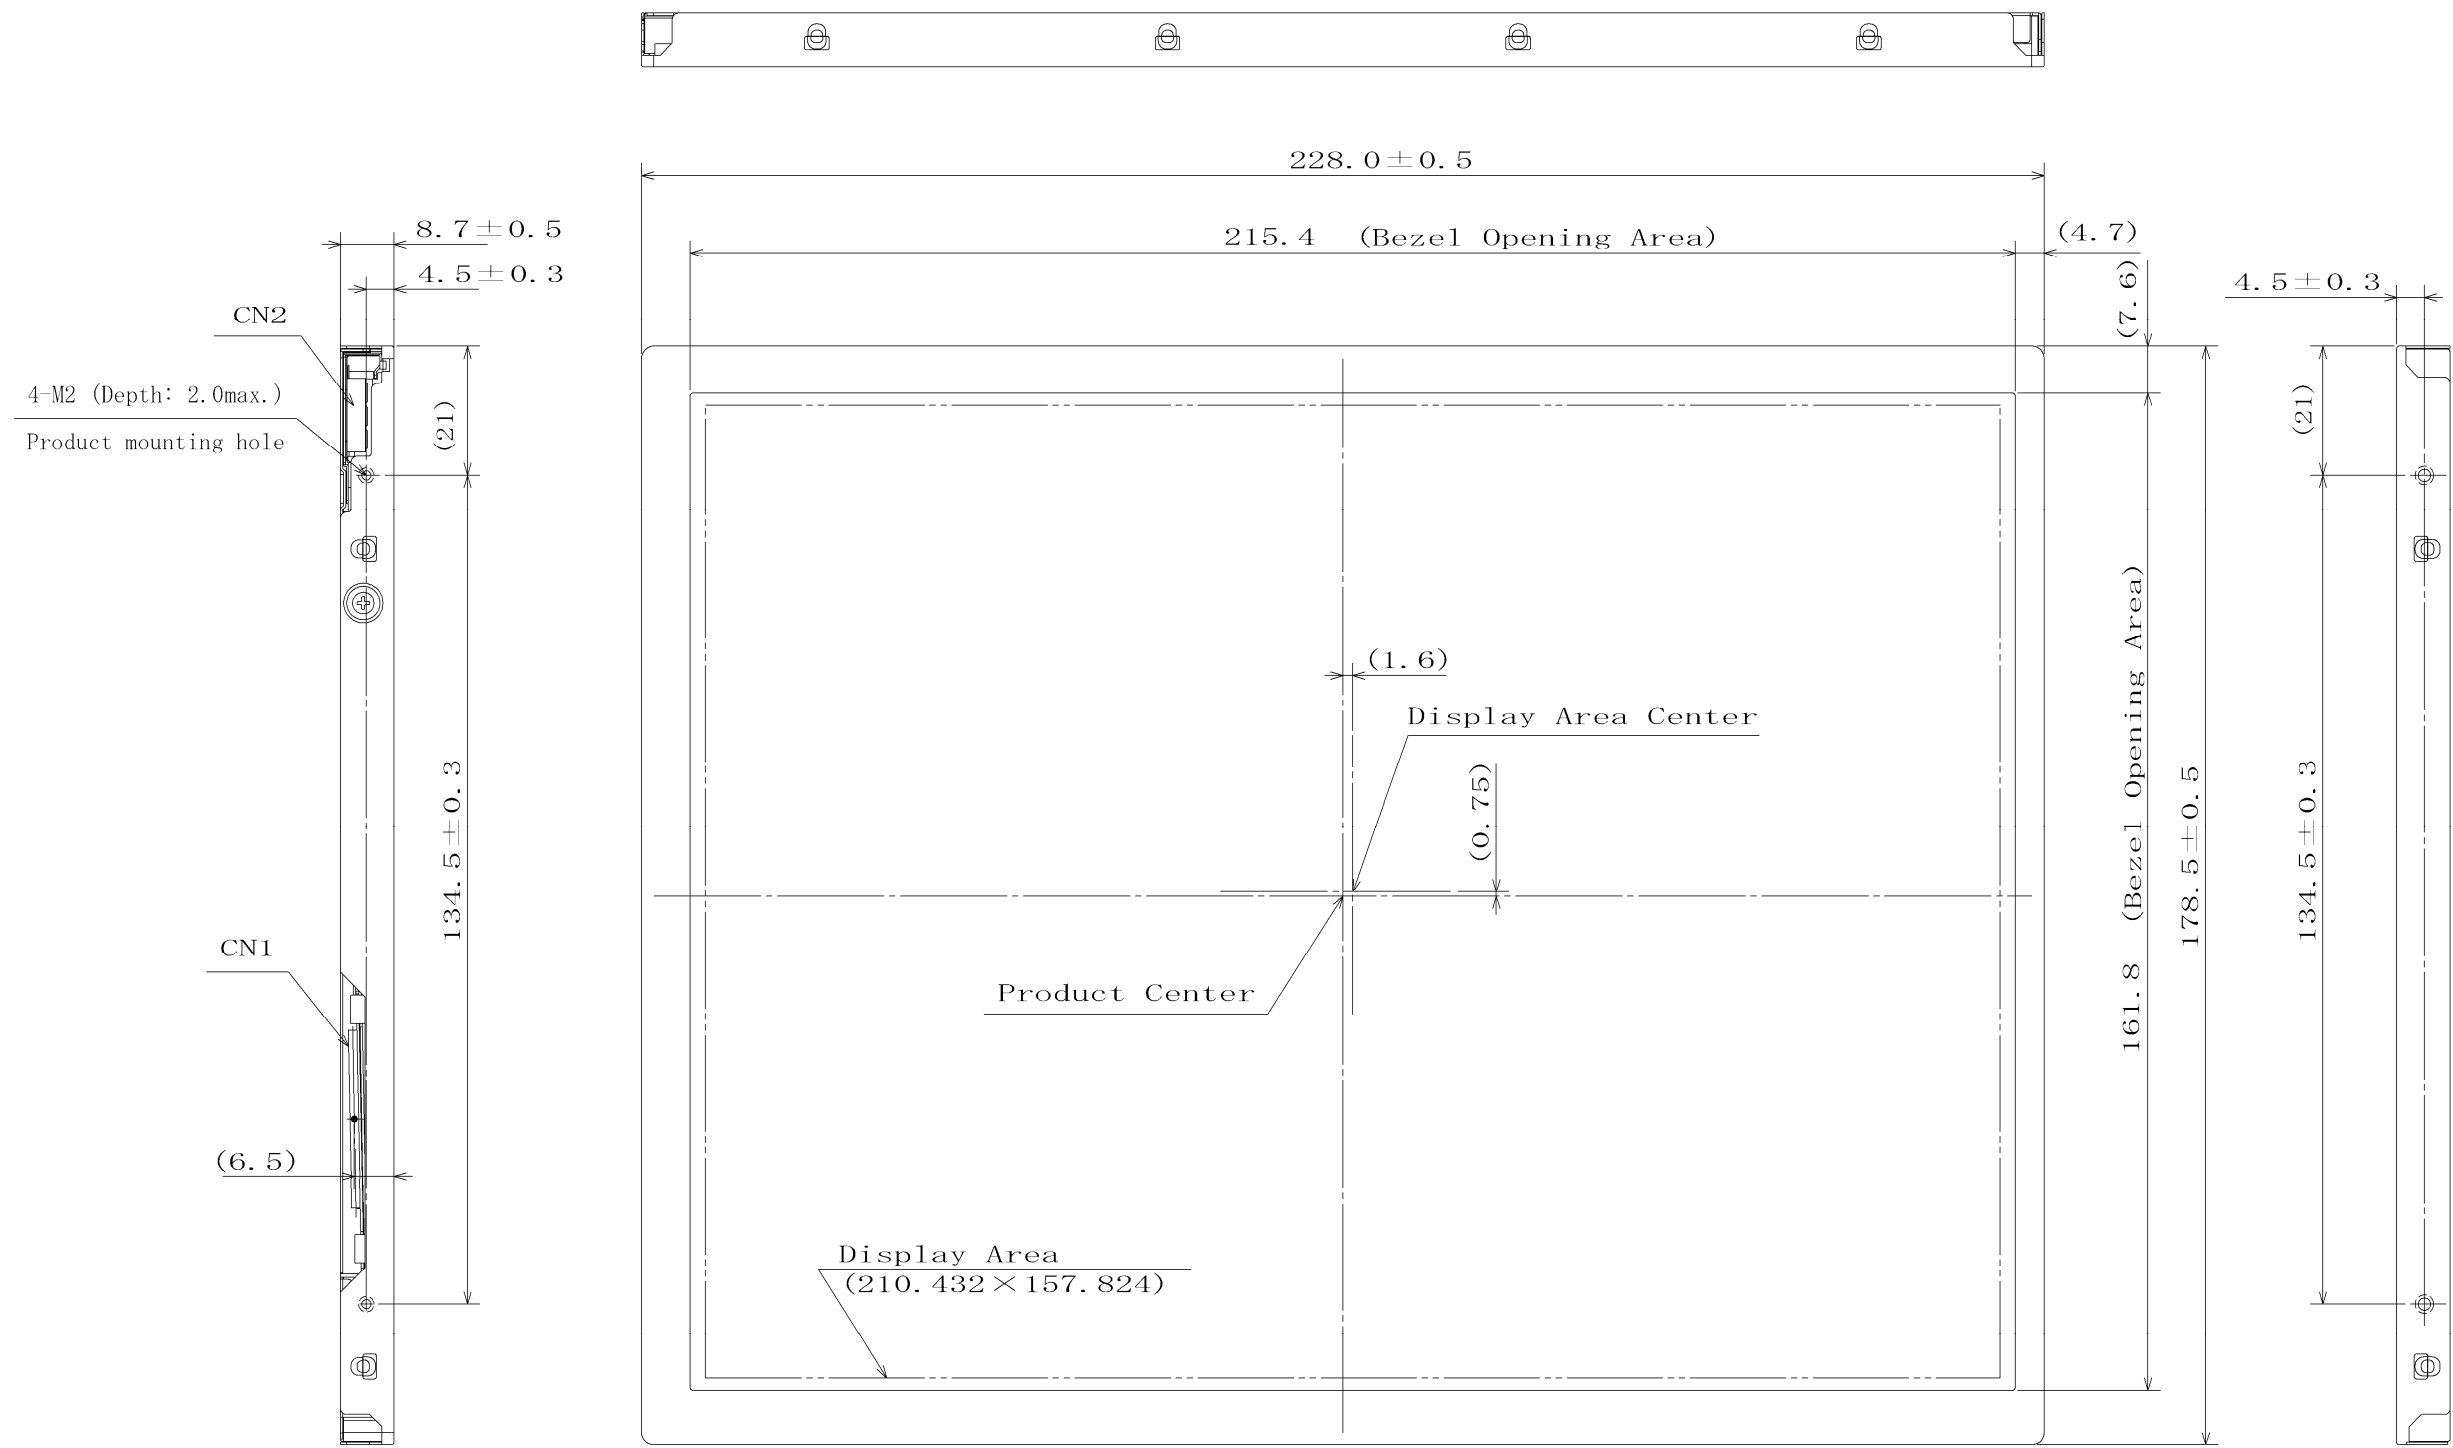 228.0±0.5
8.7±0.5
215.4 (Bezel Opening Area)
(4.7)
4.5±0.3
(7.6)
4.5±0.3
CN2
4-M2 (Depth: 2.0max.)
Product mounting hole
(21)
(21)
(1.6)
Display Area Center
(0.75)
134.5±0.3
161.8 (Bezel Opening Area)
178.5±0.5
134.5±0.3
CN1
Product Center
(6.5)
Display Area
(210.432×157.824)